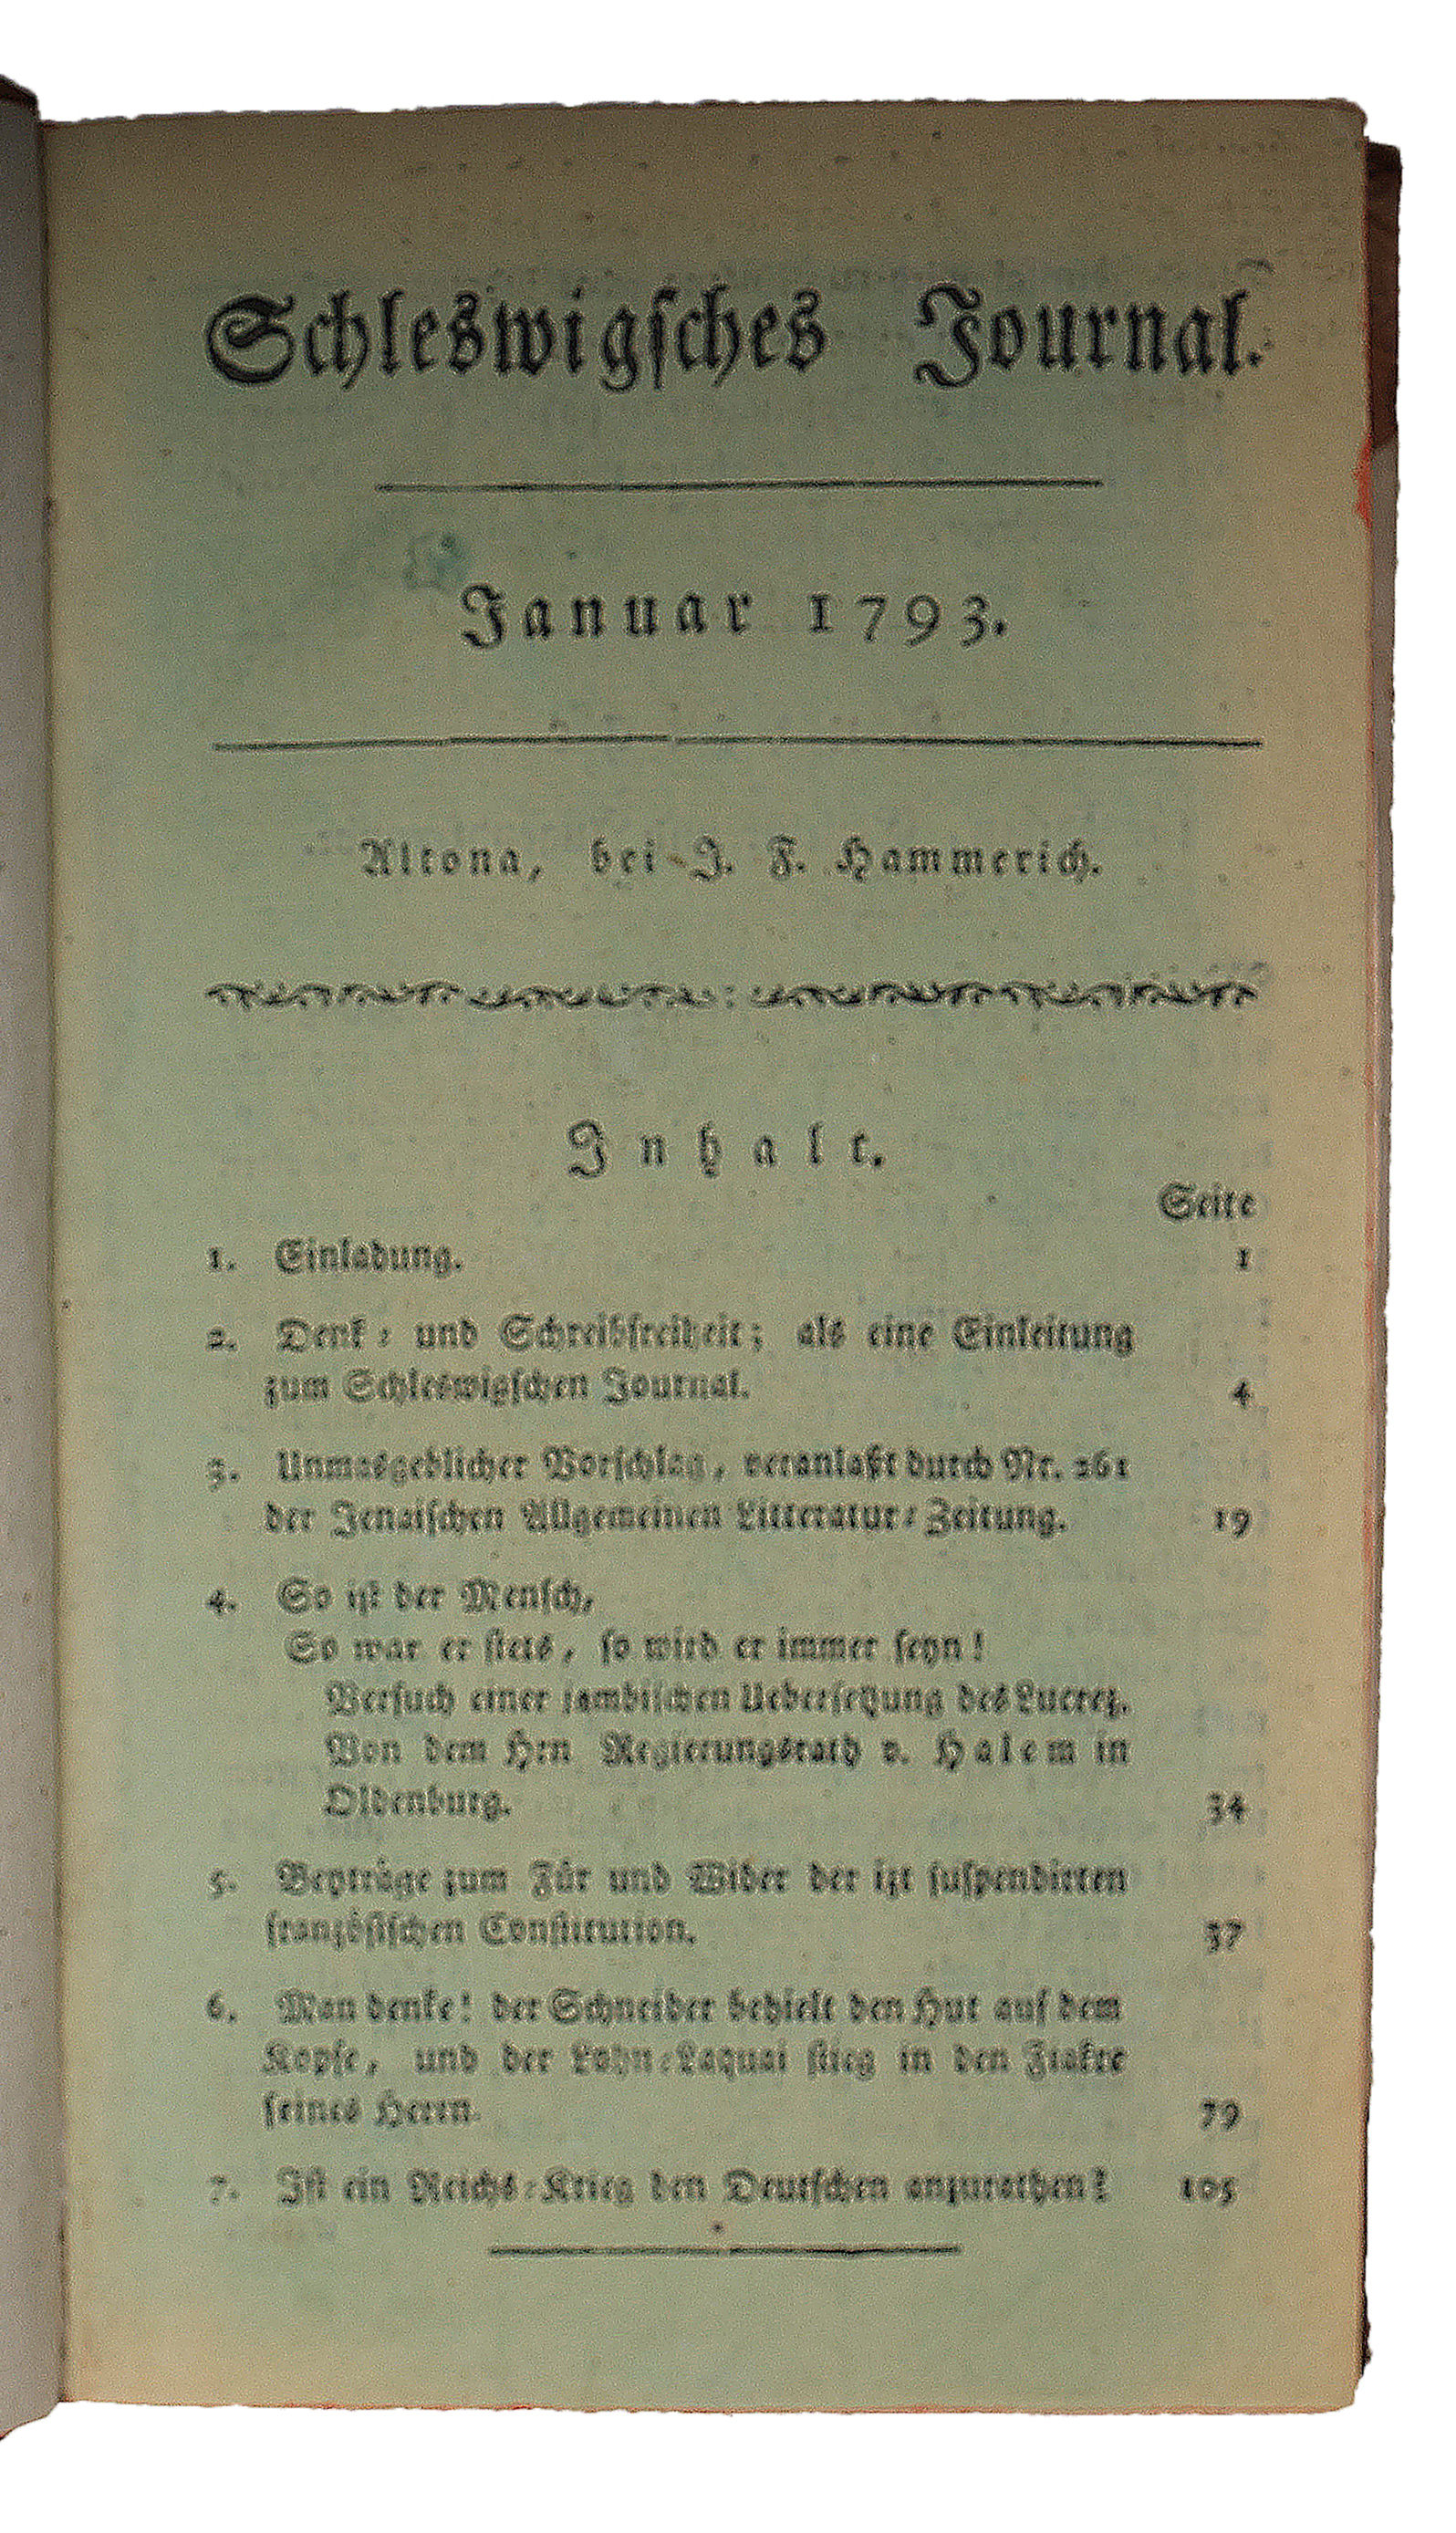 Schleswigsches Journal.
Januar 1793.
Altona, bei J. F. Hammerich.
Inhalt.
Seite
1. Einladung. 1
2. Denk- und Schreibfreiheit; als eine Einleitung
zum Schleswigschen Journal. 4
3. Unmasgeblicher Vorschlag, veranlaßt durch Nr. 261
der Jenaischen Allgemeinen Litteratur-Zeitung. 19
4. So ist der Mensch,
So war er stets, so wird er immer seyn!
Versuch einer jambischen Uebersetzung des Lucrez.
Von dem Hrn Regierungsrath v. Halem in
Oldenburg. 34
5. Beyträge zum Für und Wider der izt suspendirten
französischen Constitution. 37
6. Man denke! der Schneider behielt den Hut auf dem
Kopfe, und der Lohn-Laquai stieg in den Fiakre
seines Herrn. 79
7. Ist ein Reichs-Krieg den Deutschen anzurathen? 105